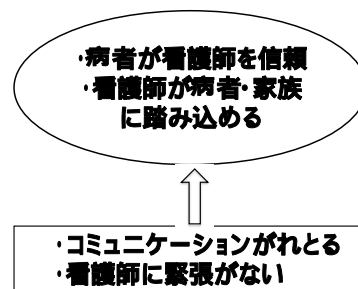 ・病者が看護師を信頼
・看護師が病者・家族
に踏み込める
・コミュニケーションがれとる
・看護師に緊張がない